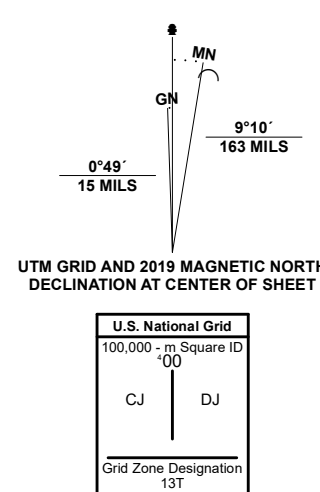 MN
GN
9°10´
163 MILS
0°49´
15 MILS
UTM GRID AND 2019 MAGNETIC NORTH
DECLINATION AT CENTER OF SHEET
U.S. National Grid
100,000 - m Square ID
⁴00
CJ DJ
Grid Zone Designation
13T